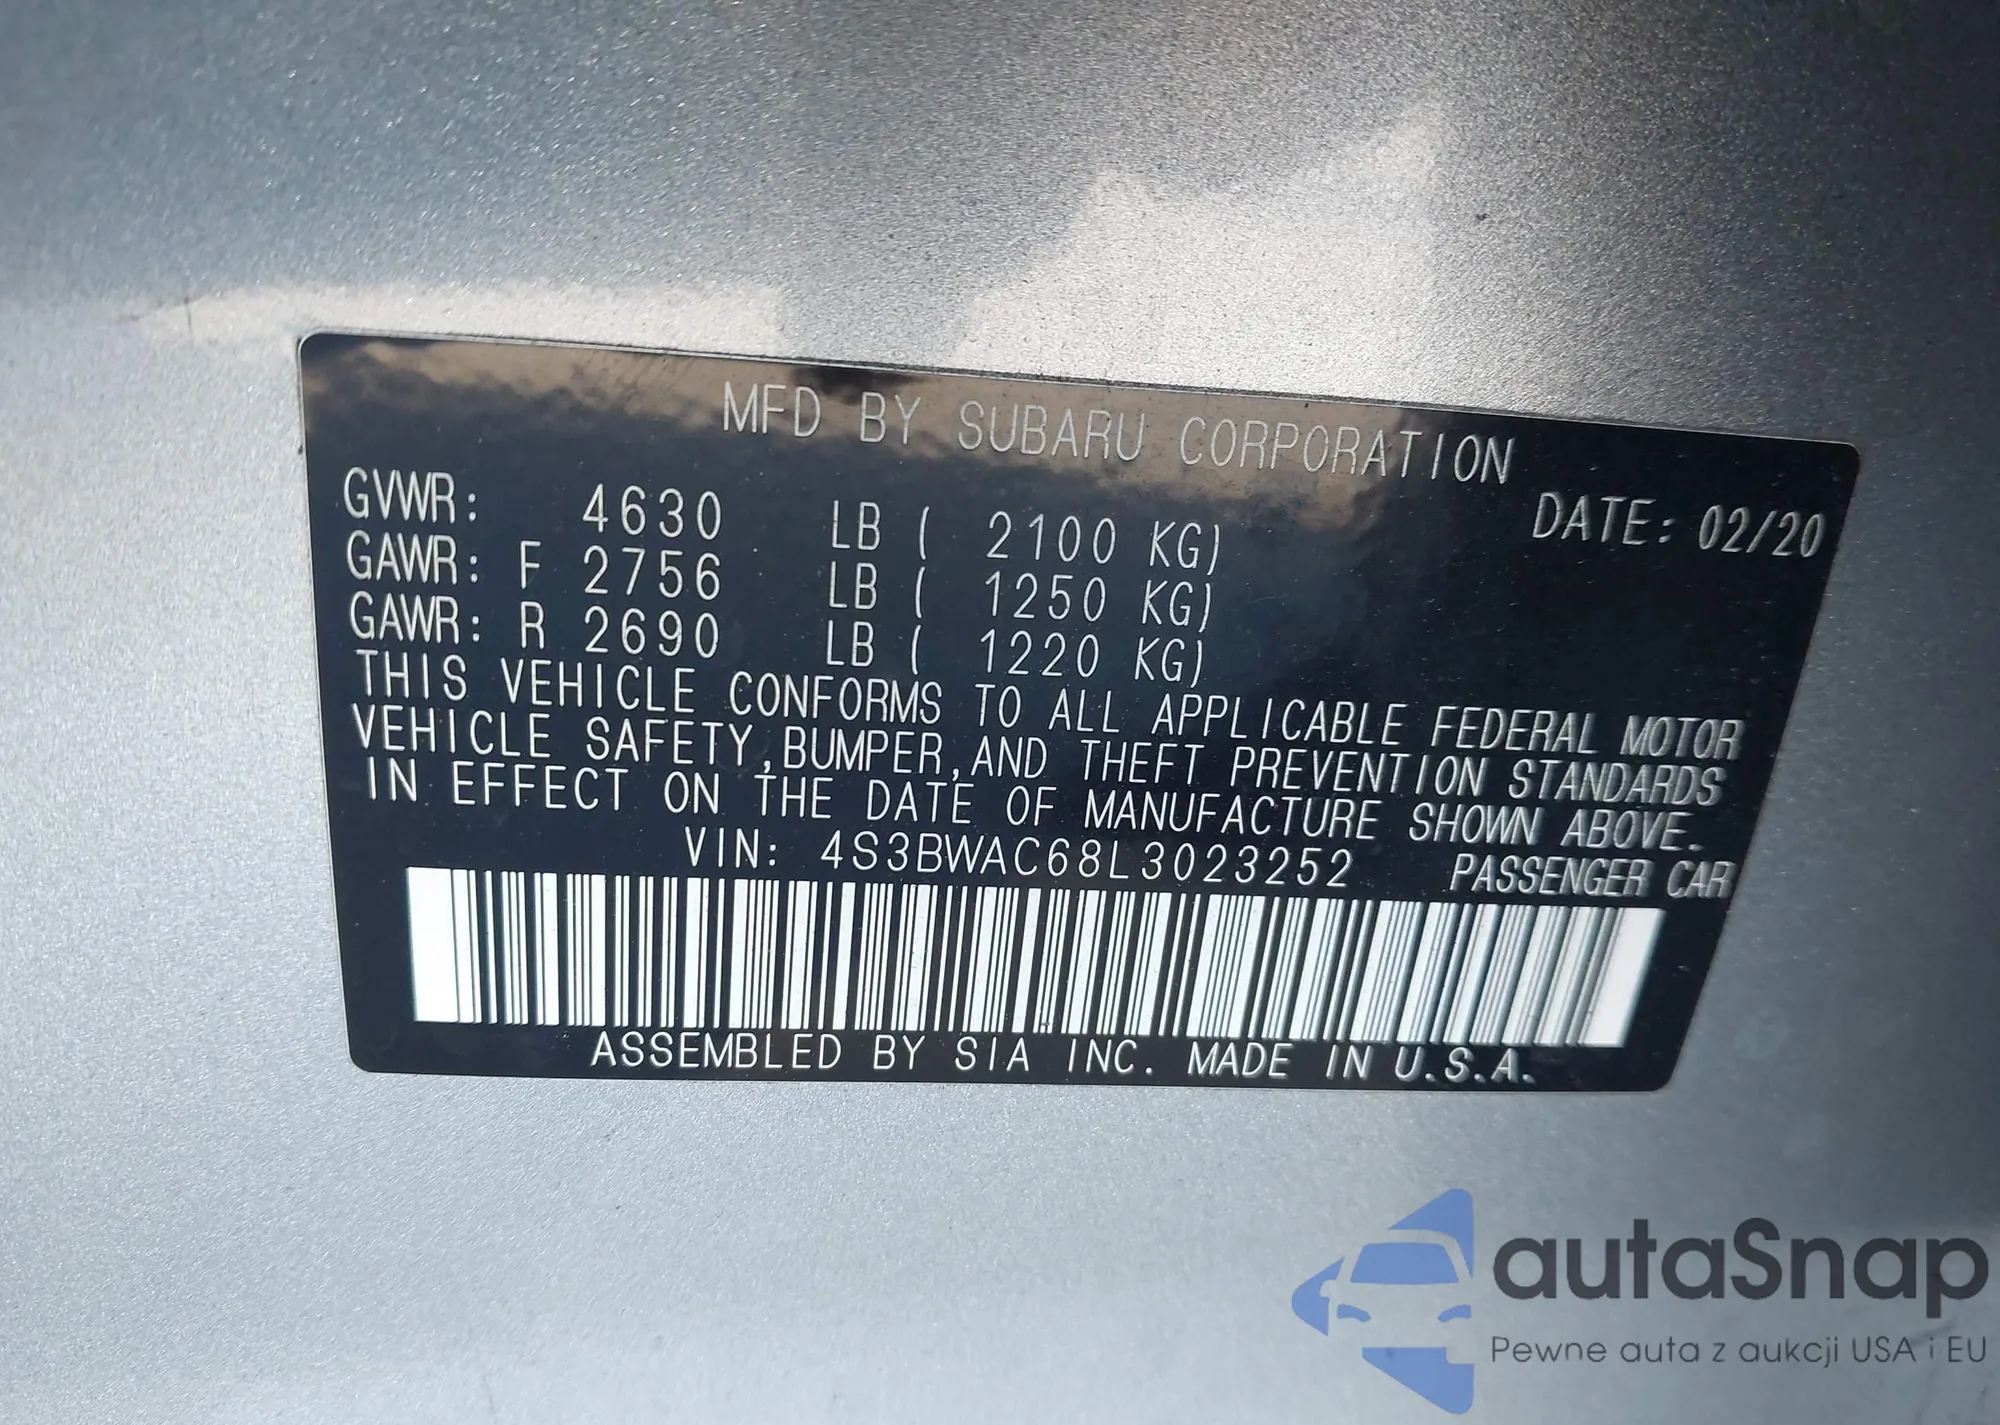 MFD BY SUBARU CORPORATION
GVWR: 4630 LB ( 2100 KG) DATE: 02/20
GAWR: F 2756 LB ( 1250 KG)
GAWR: R 2690 LB ( 1220 KG)
THIS VEHICLE CONFORMS TO ALL APPLICABLE FEDERAL MOTOR
VEHICLE SAFETY,BUMPER,AND THEFT PREVENTION STANDARDS
IN EFFECT ON THE DATE OF MANUFACTURE SHOWN ABOVE.
VIN: 4S3BWAC68L3023252 PASSENGER CAR
ASSEMBLED BY SIA INC. MADE IN U.S.A.
autaSnap
Pewne auta z aukcji USA i EU